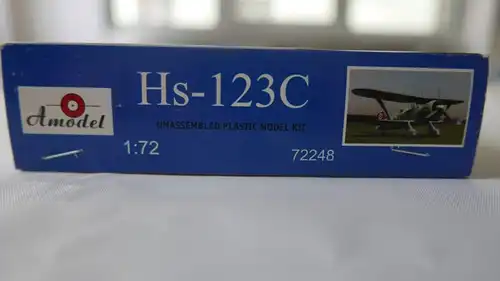 Amodel
Hs-123C
UNASSEMBLED PLASTIC MODEL KIT
1:72
72248